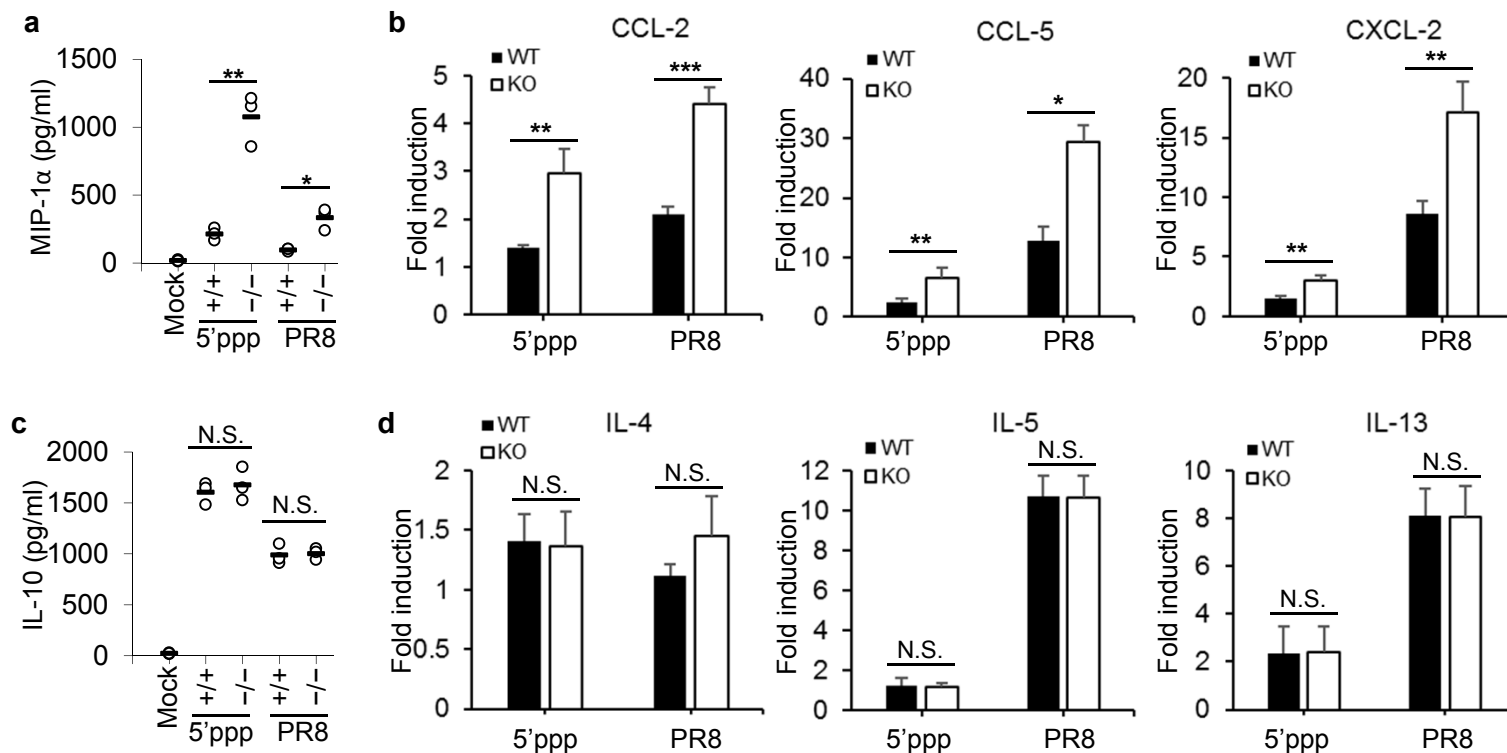 a
MIP-1α (pg/ml)
1500
1000
500
0
**
*
Mock
+/+
−/−
+/+
−/−
5’ppp
PR8
b
CCL-2
WT
KO
Fold induction
5
4
3
2
1
0
**
***
5’ppp
PR8
CCL-5
WT
KO
Fold induction
40
30
20
10
0
**
*
5’ppp
PR8
CXCL-2
WT
KO
Fold induction
20
15
10
5
0
**
**
5’ppp
PR8
c
IL-10 (pg/ml)
2000
1500
1000
500
0
N.S.
N.S.
Mock
+/+
−/−
+/+
−/−
5’ppp
PR8
d
IL-4
WT
KO
Fold induction
2
1.5
1
0.5
0
N.S.
N.S.
5’ppp
PR8
IL-5
WT
KO
Fold induction
12
10
8
6
4
2
0
N.S.
N.S.
5’ppp
PR8
IL-13
WT
KO
Fold induction
10
8
6
4
2
0
N.S.
N.S.
5’ppp
PR8